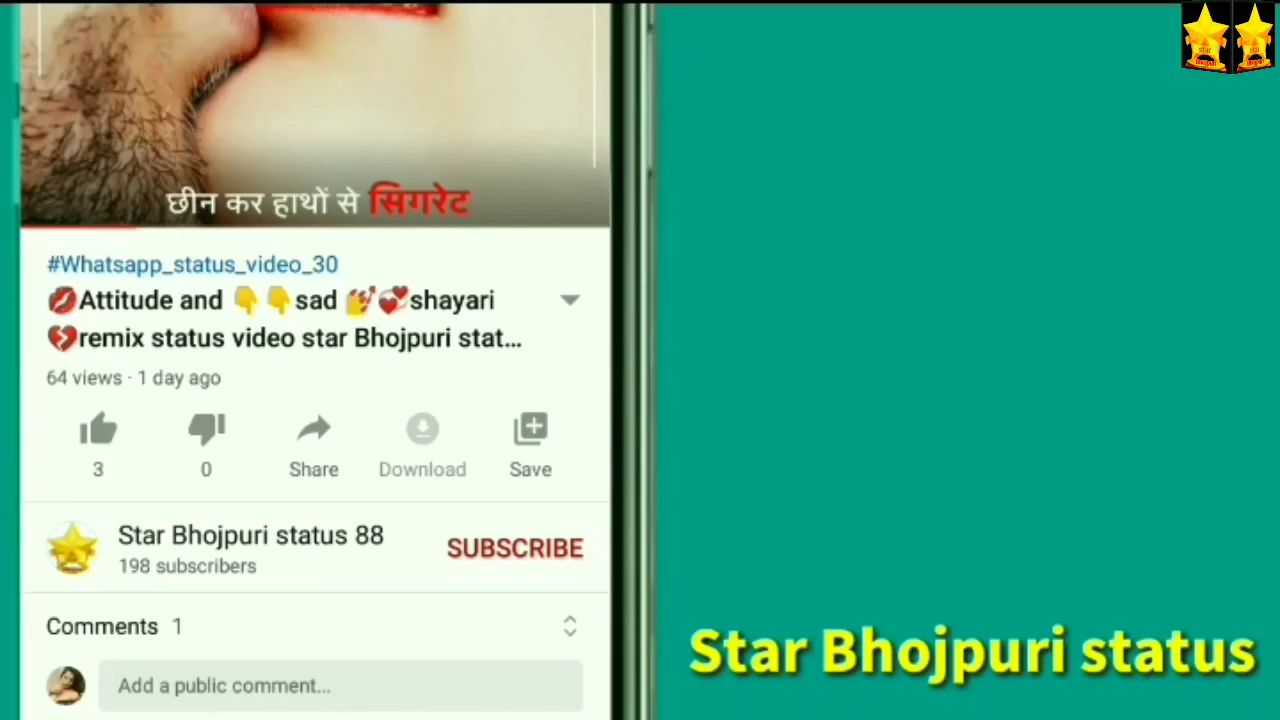 छीन कर हाथों से सिगरेट
#Whatsapp_status_video_30
💋Attitude and 👇👇sad 💅💞shayari
💔remix status video star Bhojpuri stat...
64 views · 1 day ago
3
0
Share
Download
Save
Star Bhojpuri status 88
198 subscribers
SUBSCRIBE
Comments 1
Add a public comment...
Star Bhojpuri status